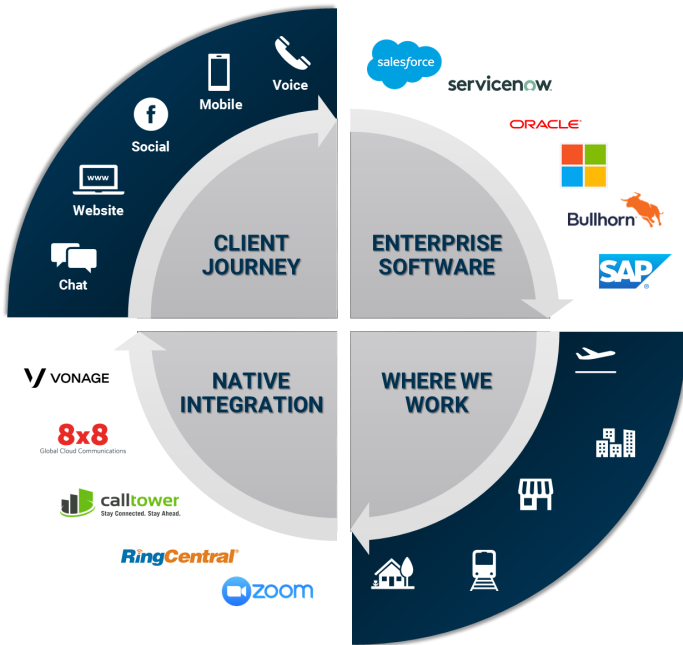 Voice
Mobile
Social
www
Website
Chat
CLIENT
JOURNEY
salesforce
servicenow
ORACLE
Bullhorn
SAP
ENTERPRISE
SOFTWARE
NATIVE
INTEGRATION
VONAGE
8x8
Global Cloud Communications
calltower
Stay Connected. Stay Ahead.
RingCentral®
zoom
WHERE WE
WORK